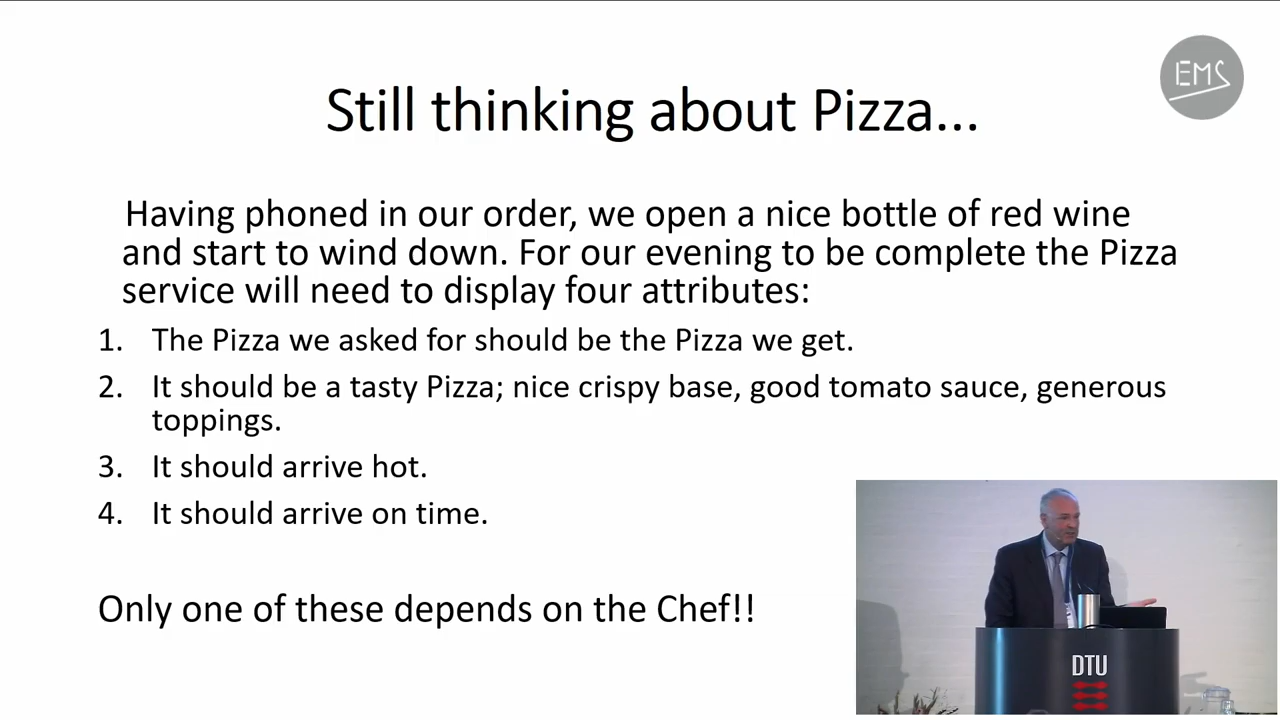 EMS
Still thinking about Pizza...
Having phoned in our order, we open a nice bottle of red wine
and start to wind down. For our evening to be complete the Pizza
service will need to display four attributes:
1. The Pizza we asked for should be the Pizza we get.
2. It should be a tasty Pizza; nice crispy base, good tomato sauce, generous
toppings.
3. It should arrive hot.
4. It should arrive on time.
Only one of these depends on the Chef!!
DTU